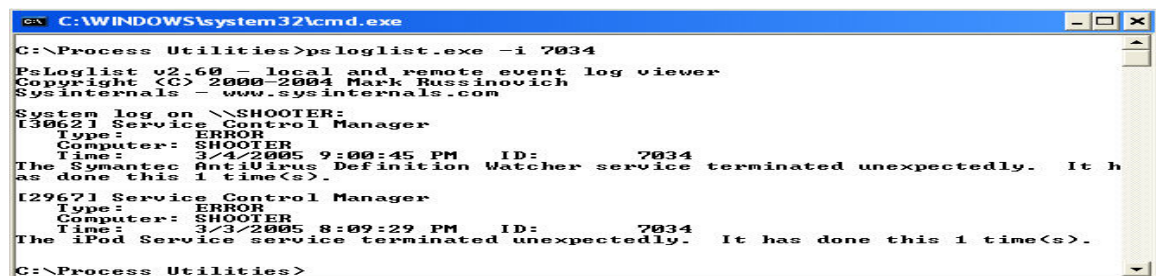 C:\WINDOWS\system32\cmd.exe
C:\Process Utilities>psloglist.exe -i 7034
PsLoglist v2.60 - local and remote event log viewer
Copyright (C) 2000-2004 Mark Russinovich
Sysinternals - www.sysinternals.com
System log on \\SHOOTER:
[3062] Service Control Manager
Type: ERROR
Computer: SHOOTER
Time: 3/4/2005 9:00:45 PM ID: 7034
The Symantec AntiVirus Definition Watcher service terminated unexpectedly. It h
as done this 1 time(s).
[2967] Service Control Manager
Type: ERROR
Computer: SHOOTER
Time: 3/3/2005 8:09:29 PM ID: 7034
The iPod Service service terminated unexpectedly. It has done this 1 time(s).
C:\Process Utilities>